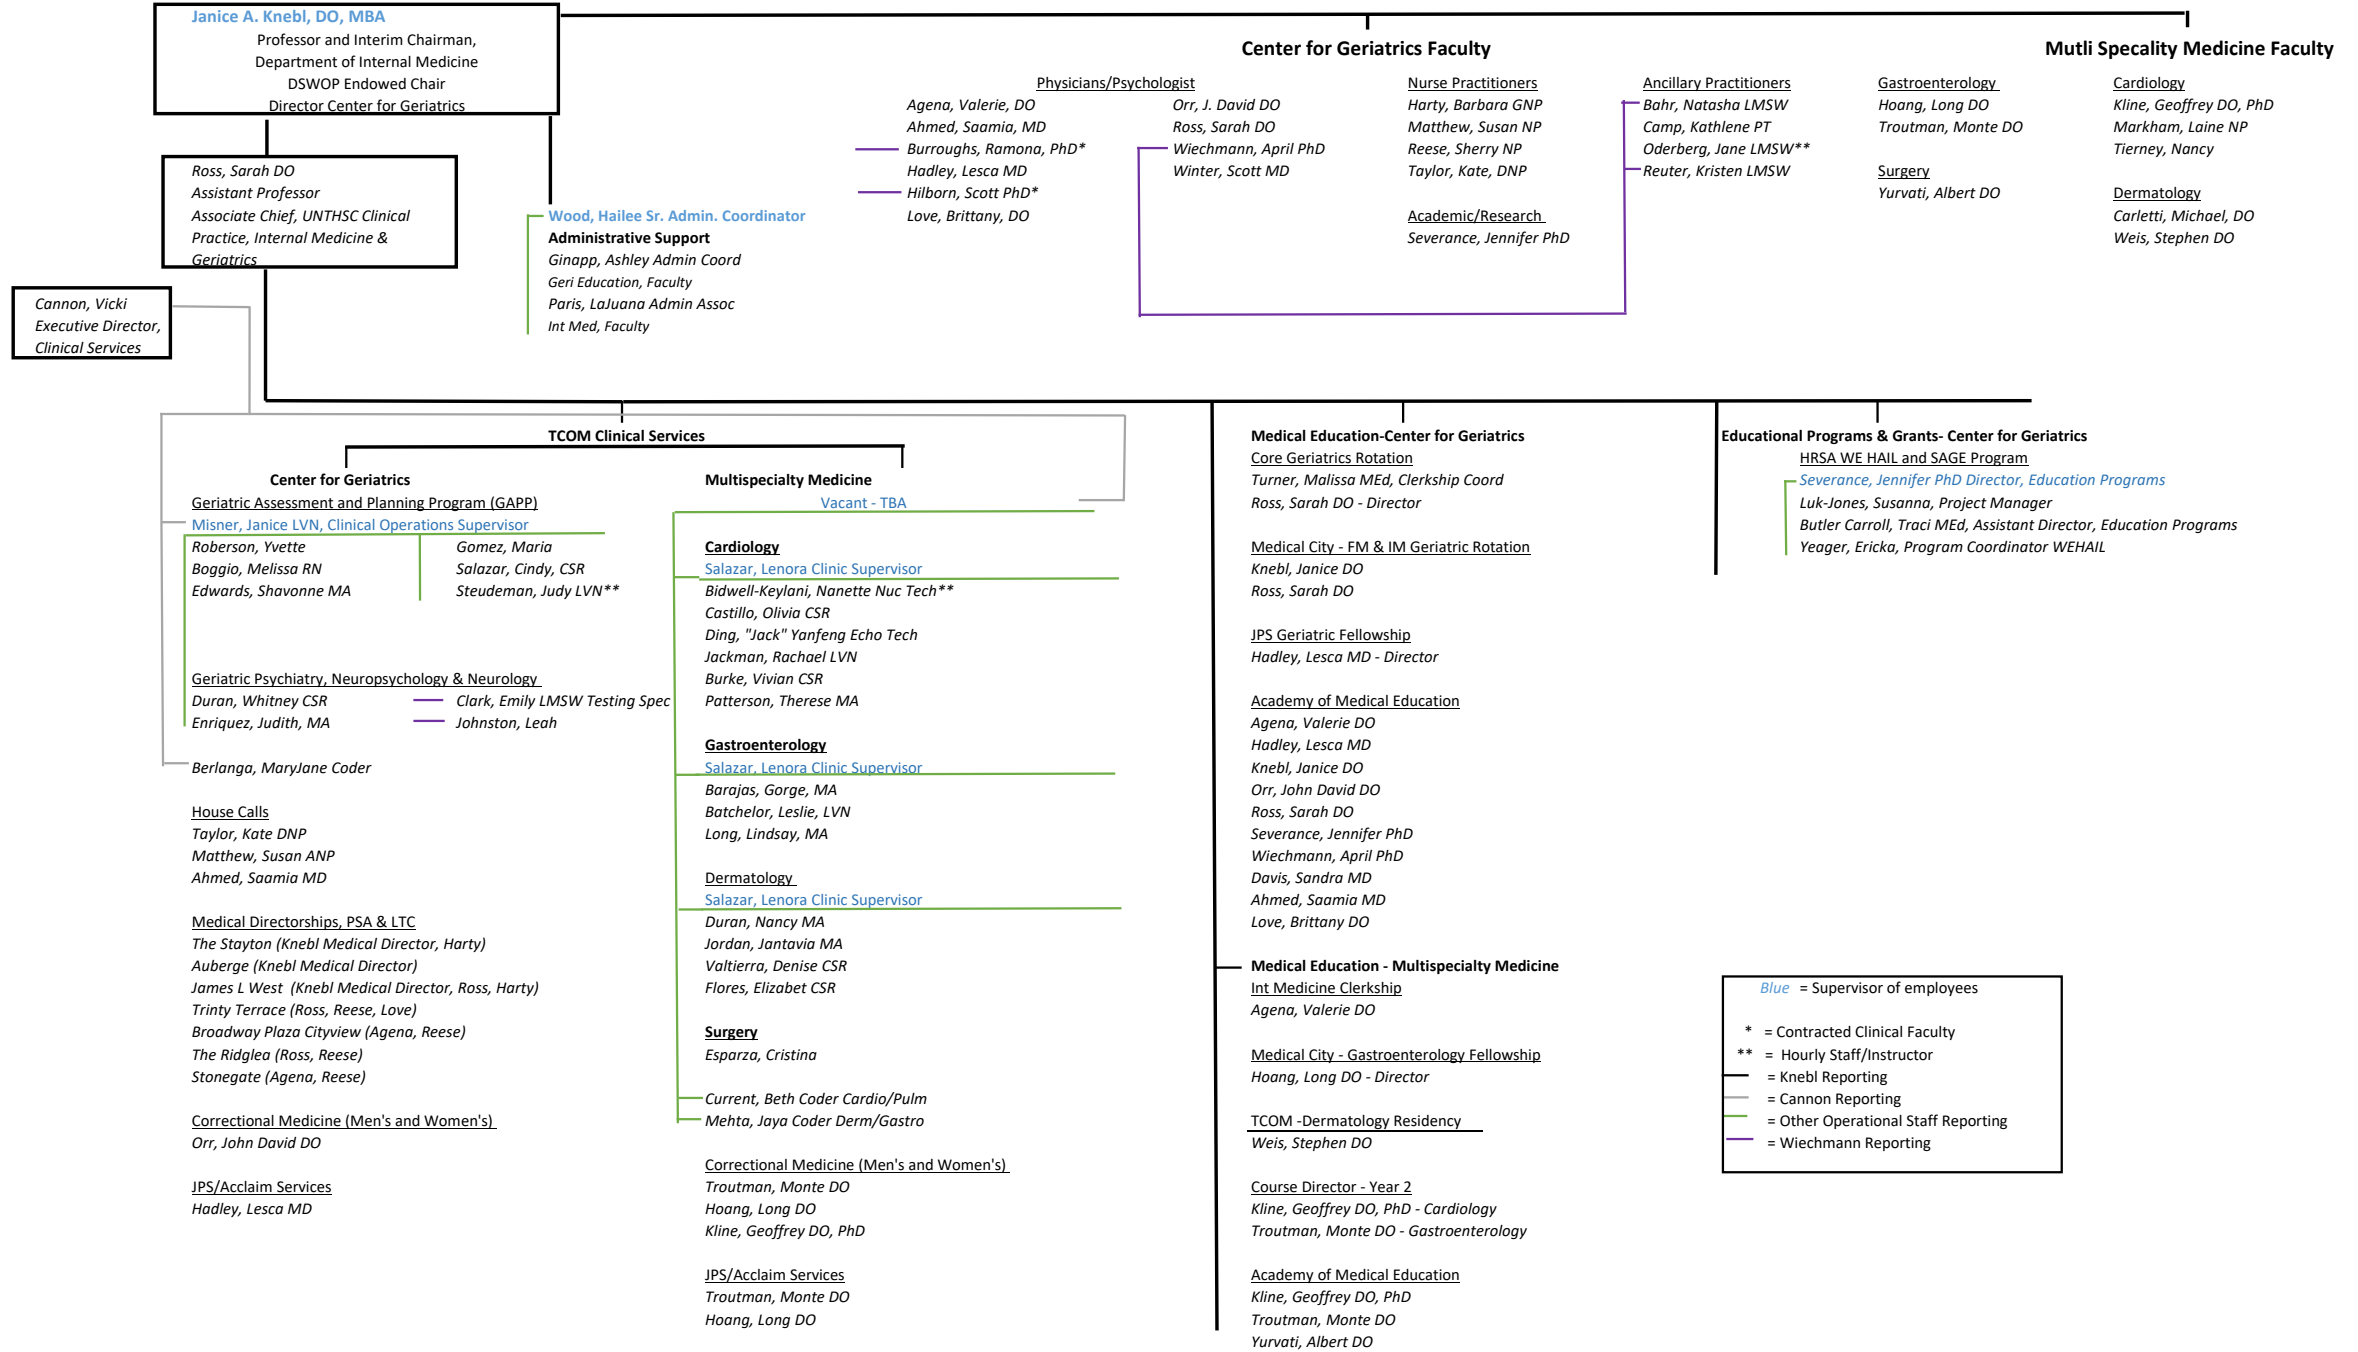 Janice A. Knebl, DO, MBA
Professor and Interim Chairman,
Department of Internal Medicine
DSWOP Endowed Chair
Director Center for Geriatrics
Ross, Sarah DO
Assistant Professor
Associate Chief, UNTHSC Clinical
Practice, Internal Medicine &
Geriatrics
Cannon, Vicki
Executive Director,
Clinical Services
Wood, Hailee Sr. Admin. Coordinator
Administrative Support
Ginapp, Ashley Admin Coord
Geri Education, Faculty
Paris, LaJuana Admin Assoc
Int Med, Faculty
Center for Geriatrics Faculty
Physicians/Psychologist
Agena, Valerie, DO
Ahmed, Saamia, MD
Burroughs, Ramona, PhD*
Hadley, Lesca MD
Hilborn, Scott PhD*
Love, Brittany, DO
Orr, J. David DO
Ross, Sarah DO
Wiechmann, April PhD
Winter, Scott MD
Nurse Practitioners
Harty, Barbara GNP
Matthew, Susan NP
Reese, Sherry NP
Taylor, Kate, DNP
Academic/Research
Severance, Jennifer PhD
Ancillary Practitioners
Bahr, Natasha LMSW
Camp, Kathlene PT
Oderberg, Jane LMSW**
Reuter, Kristen LMSW
Mutli Specality Medicine Faculty
Gastroenterology
Hoang, Long DO
Troutman, Monte DO
Surgery
Yurvati, Albert DO
Cardiology
Kline, Geoffrey DO, PhD
Markham, Laine NP
Tierney, Nancy
Dermatology
Carletti, Michael, DO
Weis, Stephen DO
TCOM Clinical Services
Center for Geriatrics
Geriatric Assessment and Planning Program (GAPP)
Misner, Janice LVN, Clinical Operations Supervisor
Roberson, Yvette
Boggio, Melissa RN
Edwards, Shavonne MA
Gomez, Maria
Salazar, Cindy, CSR
Steudeman, Judy LVN**
Geriatric Psychiatry, Neuropsychology & Neurology
Duran, Whitney CSR
Enriquez, Judith, MA
Clark, Emily LMSW Testing Spec
Johnston, Leah
Berlanga, MaryJane Coder
House Calls
Taylor, Kate DNP
Matthew, Susan ANP
Ahmed, Saamia MD
Medical Directorships, PSA & LTC
The Stayton (Knebl Medical Director, Harty)
Auberge (Knebl Medical Director)
James L West  (Knebl Medical Director, Ross, Harty)
Trinty Terrace (Ross, Reese, Love)
Broadway Plaza Cityview (Agena, Reese)
The Ridglea (Ross, Reese)
Stonegate (Agena, Reese)
Correctional Medicine (Men's and Women's)
Orr, John David DO
JPS/Acclaim Services
Hadley, Lesca MD
Multispecialty Medicine
Vacant - TBA
Cardiology
Salazar, Lenora Clinic Supervisor
Bidwell-Keylani, Nanette Nuc Tech**
Castillo, Olivia CSR
Ding, "Jack" Yanfeng Echo Tech
Jackman, Rachael LVN
Burke, Vivian CSR
Patterson, Therese MA
Gastroenterology
Salazar, Lenora Clinic Supervisor
Barajas, Gorge, MA
Batchelor, Leslie, LVN
Long, Lindsay, MA
Dermatology
Salazar, Lenora Clinic Supervisor
Duran, Nancy MA
Jordan, Jantavia MA
Valtierra, Denise CSR
Flores, Elizabet CSR
Surgery
Esparza, Cristina
Current, Beth Coder Cardio/Pulm
Mehta, Jaya Coder Derm/Gastro
Correctional Medicine (Men's and Women's)
Troutman, Monte DO
Hoang, Long DO
Kline, Geoffrey DO, PhD
JPS/Acclaim Services
Troutman, Monte DO
Hoang, Long DO
Medical Education-Center for Geriatrics
Core Geriatrics Rotation
Turner, Malissa MEd, Clerkship Coord
Ross, Sarah DO - Director
Medical City - FM & IM Geriatric Rotation
Knebl, Janice DO
Ross, Sarah DO
JPS Geriatric Fellowship
Hadley, Lesca MD - Director
Academy of Medical Education
Agena, Valerie DO
Hadley, Lesca MD
Knebl, Janice DO
Orr, John David DO
Ross, Sarah DO
Severance, Jennifer PhD
Wiechmann, April PhD
Davis, Sandra MD
Ahmed, Saamia MD
Love, Brittany DO
Medical Education - Multispecialty Medicine
Int Medicine Clerkship
Agena, Valerie DO
Medical City - Gastroenterology Fellowship
Hoang, Long DO - Director
TCOM -Dermatology Residency
Weis, Stephen DO
Course Director - Year 2
Kline, Geoffrey DO, PhD - Cardiology
Troutman, Monte DO - Gastroenterology
Academy of Medical Education
Kline, Geoffrey DO, PhD
Troutman, Monte DO
Yurvati, Albert DO
Educational Programs & Grants- Center for Geriatrics
HRSA WE HAIL and SAGE Program
Severance, Jennifer PhD Director, Education Programs
Luk-Jones, Susanna, Project Manager
Butler Carroll, Traci MEd, Assistant Director, Education Programs
Yeager, Ericka, Program Coordinator WEHAIL
Blue = Supervisor of employees
* = Contracted Clinical Faculty
** = Hourly Staff/Instructor
= Knebl Reporting
= Cannon Reporting
= Other Operational Staff Reporting
= Wiechmann Reporting